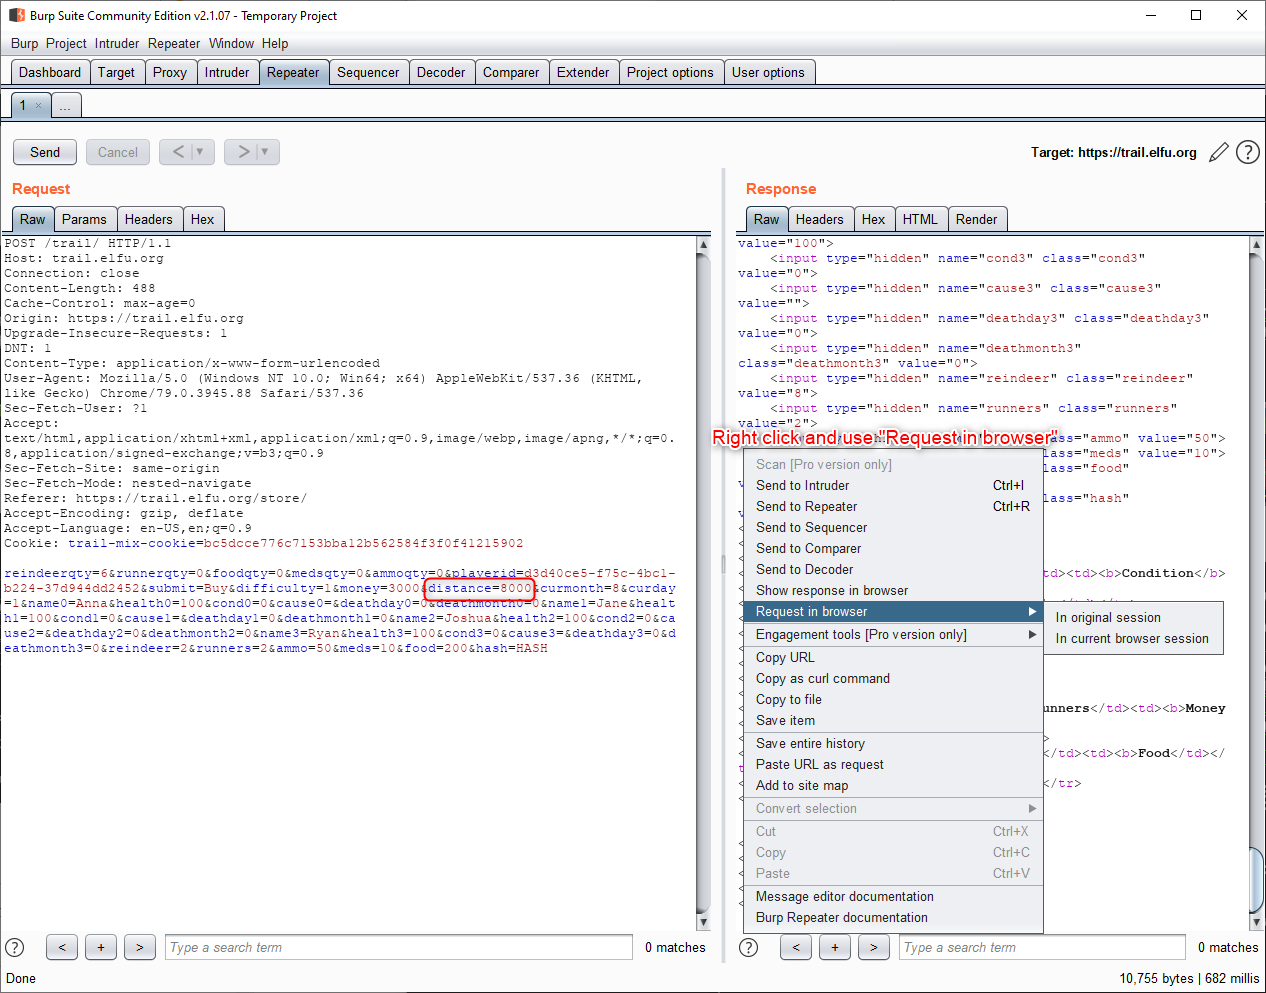 Burp Suite Community Edition v2.1.07 - Temporary Project
Burp Project Intruder Repeater Window Help
Dashboard Target Proxy Intruder Repeater Sequencer Decoder Comparer Extender Project options User options
1 × ...
Send Cancel < ▼ > ▼
Target: https://trail.elfu.org ?
Request
Raw Params Headers Hex
POST /trail/ HTTP/1.1
Host: trail.elfu.org
Connection: close
Content-Length: 488
Cache-Control: max-age=0
Origin: https://trail.elfu.org
Upgrade-Insecure-Requests: 1
DNT: 1
Content-Type: application/x-www-form-urlencoded
User-Agent: Mozilla/5.0 (Windows NT 10.0; Win64; x64) AppleWebKit/537.36 (KHTML,
like Gecko) Chrome/79.0.3945.88 Safari/537.36
Sec-Fetch-User: ?1
Accept:
text/html,application/xhtml+xml,application/xml;q=0.9,image/webp,image/apng,*/*;q=0.
8,application/signed-exchange;v=b3;q=0.9
Sec-Fetch-Site: same-origin
Sec-Fetch-Mode: nested-navigate
Referer: https://trail.elfu.org/store/
Accept-Encoding: gzip, deflate
Accept-Language: en-US,en;q=0.9
Cookie: trail-mix-cookie=bc5dcce776c7153bba12b562584f3f0f41215902
reindeerqty=6&runnerqty=0&foodqty=0&medsqty=0&ammoqty=0&playerid=d3d40ce5-f75c-4bc1-
b224-37d944dd2452&submit=Buy&difficulty=1&money=3000&distance=8000&curmonth=8&curday
=1&name0=Anna&health0=100&cond0=0&cause0=&deathday0=0&deathmonth0=0&name1=Jane&healt
h1=100&cond1=0&cause1=&deathday1=0&deathmonth1=0&name2=Joshua&health2=100&cond2=0&ca
use2=&deathday2=0&deathmonth2=0&name3=Ryan&health3=100&cond3=0&cause3=&deathday3=0&d
eathmonth3=0&reindeer=2&runners=2&ammo=50&meds=10&food=200&hash=HASH
? < + > Type a search term 0 matches
Response
Raw Headers Hex HTML Render
value="100">
<input type="hidden" name="cond3" class="cond3"
value="0">
<input type="hidden" name="cause3" class="cause3"
value="">
<input type="hidden" name="deathday3" class="deathday3"
value="0">
<input type="hidden" name="deathmonth3"
class="deathmonth3" value="0">
<input type="hidden" name="reindeer" class="reindeer"
value="8">
<input type="hidden" name="runners" class="runners"
value="2">
Right click and use "Request in browser"
class="ammo" value="50">
class="meds" value="10">
class="food"
class="hash"
td><td><b>Condition</b>
unners</td><td><b>Money
>
</td><td><b>Food</td></
</tr>
Scan [Pro version only]
Send to Intruder Ctrl+I
Send to Repeater Ctrl+R
Send to Sequencer
Send to Comparer
Send to Decoder
Show response in browser
Request in browser
In original session
In current browser session
Engagement tools [Pro version only]
Copy URL
Copy as curl command
Copy to file
Save item
Save entire history
Paste URL as request
Add to site map
Convert selection
Cut Ctrl+X
Copy Ctrl+C
Paste Ctrl+V
Message editor documentation
Burp Repeater documentation
? < + > Type a search term 0 matches
Done
10,755 bytes | 682 millis